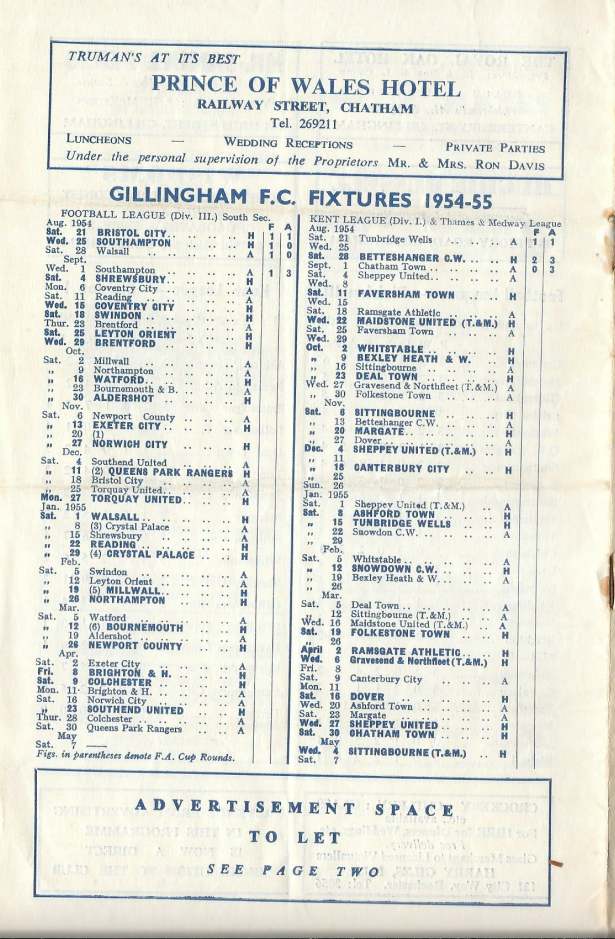 TRUMAN'S AT ITS BEST
PRINCE OF WALES HOTEL
RAILWAY STREET, CHATHAM
Tel. 269211
LUNCHEONS — WEDDING RECEPTIONS — PRIVATE PARTIES
Under the personal supervision of the Proprietors MR. & MRS. RON DAVIS
GILLINGHAM F.C. FIXTURES 1954-55
FOOTBALL LEAGUE (Div. III.) South Sec.
Aug. 1954 F A
Sat. 21 BRISTOL CITY.. .. .. H 1 1
Wed. 25 SOUTHAMPTON .. .. H 1 0
Sat. 28 Walsall .. .. .. .. A 1 0
Sept.
Wed. 1 Southampton .. .. .. A 1 3
Sat. 4 SHREWSBURY.. .. .. H
Mon. 6 Coventry City .. .. .. A
Sat. 11 Reading .. .. .. .. A
Wed. 15 COVENTRY CITY .. .. H
Sat. 18 SWINDON .. .. .. .. H
Thur. 23 Brentford .. .. .. .. A
Sat. 25 LEYTON ORIENT .. .. H
Wed. 29 BRENTFORD .. .. .. H
Oct.
Sat. 2 Millwall .. .. .. .. A
„ 9 Northampton .. .. .. A
„ 16 WATFORD.. .. .. .. H
„ 23 Bournemouth & B. .. .. .. A
„ 30 ALDERSHOT .. .. .. H
Nov.
Sat. 6 Newport County .. .. .. A
„ 13 EXETER CITY.. .. .. H
„ 20 (1)
„ 27 NORWICH CITY .. .. H
Dec.
Sat. 4 Southend United .. .. .. A
„ 11 (2) QUEENS PARK RANGERS H
„ 18 Bristol City .. .. .. A
„ 25 Torquay United.. .. .. A
Mon. 27 TORQUAY UNITED.. .. H
Jan. 1955
Sat. 1 WALSALL .. .. .. .. H
„ 8 (3) Crystal Palace .. .. .. A
„ 15 Shrewsbury .. .. .. .. A
„ 22 READING .. .. .. .. H
„ 29 (4) CRYSTAL PALACE .. .. H
Feb.
Sat. 5 Swindon .. .. .. .. A
„ 12 Leyton Orient .. .. .. A
„ 19 (5) MILLWALL.. .. .. H
„ 26 NORTHAMPTON .. .. H
Mar.
Sat. 5 Watford .. .. .. .. A
„ 12 (6) BOURNEMOUTH .. .. H
„ 19 Aldershot .. .. .. .. A
„ 26 NEWPORT COUNTY .. .. H
Apr.
Sat. 2 Exeter City .. .. .. .. A
Fri. 8 BRIGHTON & H. .. .. .. H
Sat. 9 COLCHESTER .. .. .. H
Mon. 11 Brighton & H. .. .. .. A
Sat. 16 Norwich City .. .. .. A
„ 23 SOUTHEND UNITED .. .. H
Thur. 28 Colchester .. .. .. .. A
Sat. 30 Queens Park Rangers .. .. A
May
Sat. 7 ——
Figs. in parentheses denote F.A. Cup Rounds.
KENT LEAGUE (Div. I.) & Thames & Medway League
Aug. 1954 F A
Sat. 21 Tunbridge Wells .. .. .. A 1 1
Wed. 25
Sat. 28 BETTESHANGER C.W. .. .. H 2 3
Sept. 1 Chatham Town .. .. .. A 0 3
Sat. 4 Sheppey United.. .. .. A
Wed. 8
Sat. 11 FAVERSHAM TOWN .. .. H
Wed. 15
Sat. 18 Ramsgate Athletic .. .. .. A
Wed. 22 MAIDSTONE UNITED (T.&M.) H
Sat. 25 Faversham Town .. .. .. A
Wed. 29
Oct. 2 WHITSTABLE .. .. .. H
„ 9 BEXLEY HEATH & W. .. .. H
„ 16 Sittingbourne .. .. .. A
„ 23 DEAL TOWN .. .. .. H
Wed. 27 Gravesend & Northfleet (T.&M.) A
„ 30 Folkestone Town .. .. .. A
Nov.
Sat. 6 SITTINGBOURNE .. .. H
„ 13 Betteshanger C.W. .. .. .. A
„ 20 MARGATE.. .. .. .. H
„ 27 Dover.. .. .. .. .. A
Dec. 4 SHEPPEY UNITED (T.&M.) .. H
„ 11
„ 18 CANTERBURY CITY .. .. H
„ 25
Sun. 26
Jan. 1955
Sat. 1 Sheppey United (T.&M.) .. .. A
Sat. 8 ASHFORD TOWN .. .. H
„ 15 TUNBRIDGE WELLS .. .. H
„ 22 Snowdon C.W. .. .. .. A
„ 29
Feb.
Sat. 5 Whitstable.. .. .. .. A
„ 12 SNOWDOWN C.W. .. .. H
„ 19 Bexley Heath & W... .. .. A
„ 26
Mar.
Sat. 5 Deal Town .. .. .. .. A
„ 12 Sittingbourne (T.&M.) .. .. A
Wed. 16 Maidstone United (T.&M.) .. A
Sat. 19 FOLKESTONE TOWN .. .. H
„ 26
April 2 RAMSGATE ATHLETIC.. .. H
Wed. 6 Gravesend & Northfleet (T.&M.) H
Fri. 8
Sat. 9 Canterbury City .. .. .. A
Mon. 11
Sat. 16 DOVER .. .. .. .. H
Wed. 20 Ashford Town .. .. .. A
Sat. 23 Margate .. .. .. .. A
Wed. 27 SHEPPEY UNITED .. .. H
Sat. 30 CHATHAM TOWN .. .. H
May
Wed. 4 SITTINGBOURNE (T.&M.) .. H
Sat. 7
ADVERTISEMENT SPACE
TO LET
SEE PAGE TWO